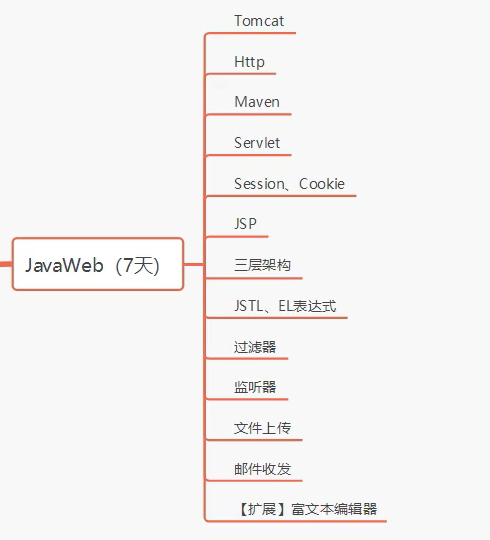 Tomcat
Http
Maven
Servlet
Session、Cookie
JSP
JavaWeb（7天）
三层架构
JSTL、EL表达式
过滤器
监听器
文件上传
邮件收发
【扩展】富文本编辑器